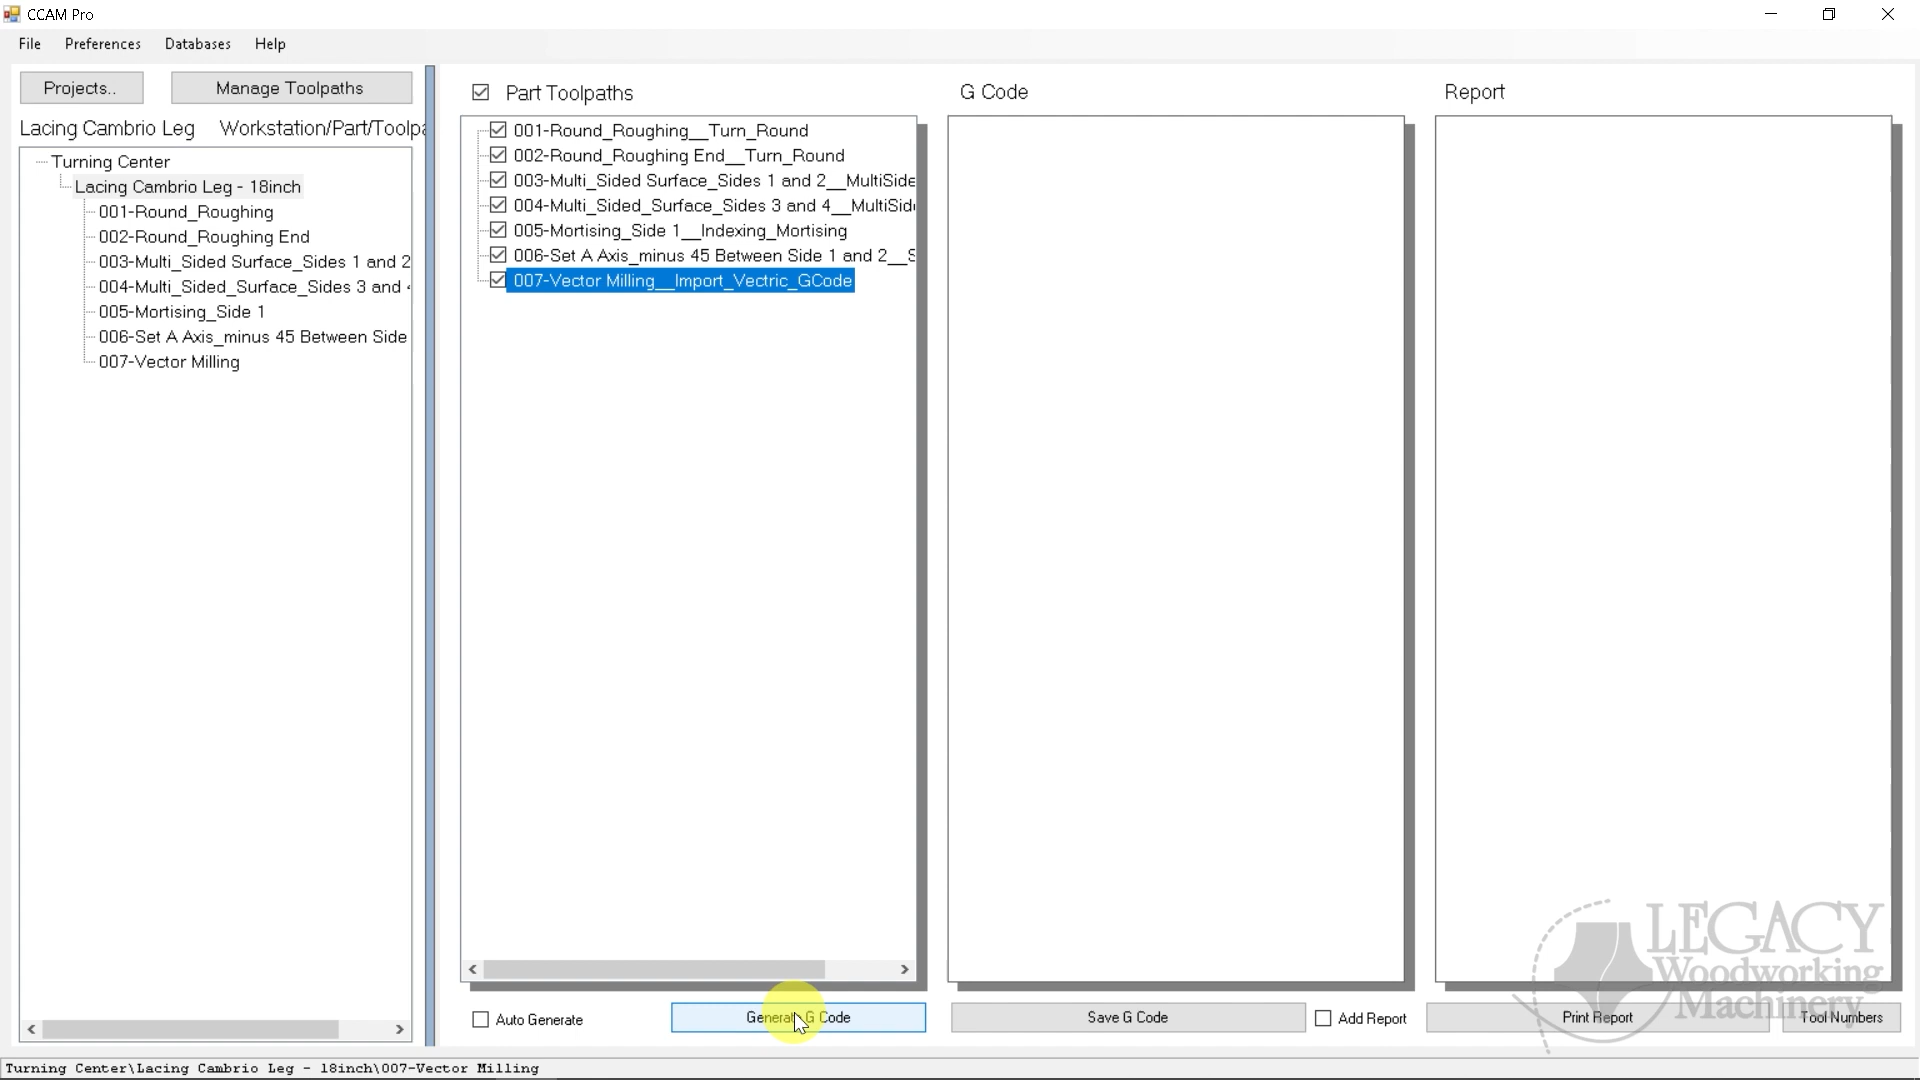 CCAM Pro
File Preferences Databases Help
Projects.. Manage Toolpaths
Lacing Cambrio Leg Workstation/Part/Toolpa
Turning Center
Lacing Cambrio Leg - 18inch
001-Round_Roughing
002-Round_Roughing End
003-Multi_Sided Surface_Sides 1 and 2
004-Multi_Sided_Surface_Sides 3 and
005-Mortising_Side 1
006-Set A Axis_minus 45 Between Side
007-Vector Milling
Part Toolpaths
001-Round_Roughing__Turn_Round
002-Round_Roughing End__Turn_Round
003-Multi_Sided Surface_Sides 1 and 2__MultiSide
004-Multi_Sided_Surface_Sides 3 and 4__MultiSid
005-Mortising_Side 1__Indexing_Mortising
006-Set A Axis_minus 45 Between Side 1 and 2__S
007-Vector Milling__Import_Vectric_GCode
G Code
Report
Auto Generate Generate G Code Save G Code Add Report Print Report Tool Numbers
LEGACY
Woodworking
Machinery
Turning Center\Lacing Cambrio Leg - 18inch\007-Vector Milling